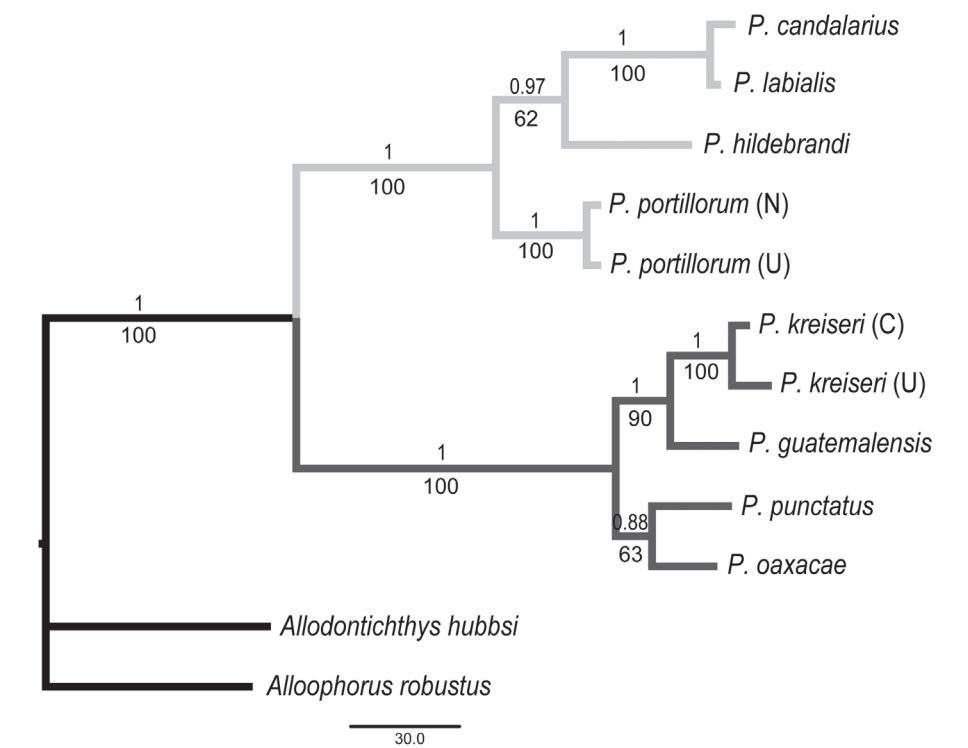 P. candalarius
1
100
P. labialis
0.97
62
P. hildebrandi
1
100
P. portillorum (N)
1
100
P. portillorum (U)
1
100
P. kreiseri (C)
1
100
P. kreiseri (U)
1
90
P. guatemalensis
1
100
P. punctatus
0.88
63
P. oaxacae
Allodontichthys hubbsi
Alloophorus robustus
30.0